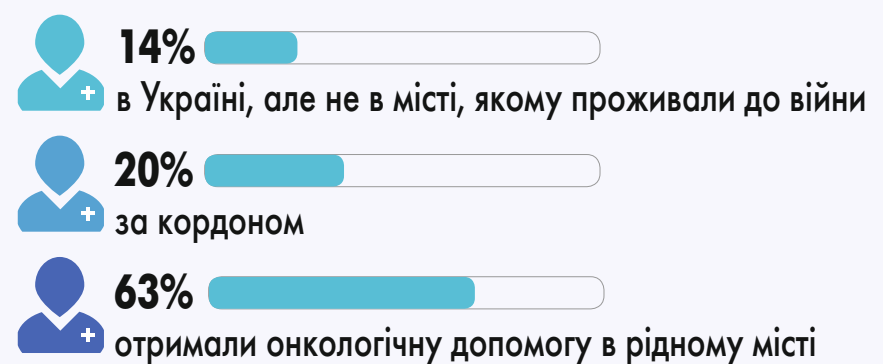 14%
в Україні, але не в місті, якому проживали до війни
20%
за кордоном
63%
отримали онкологічну допомогу в рідному місті